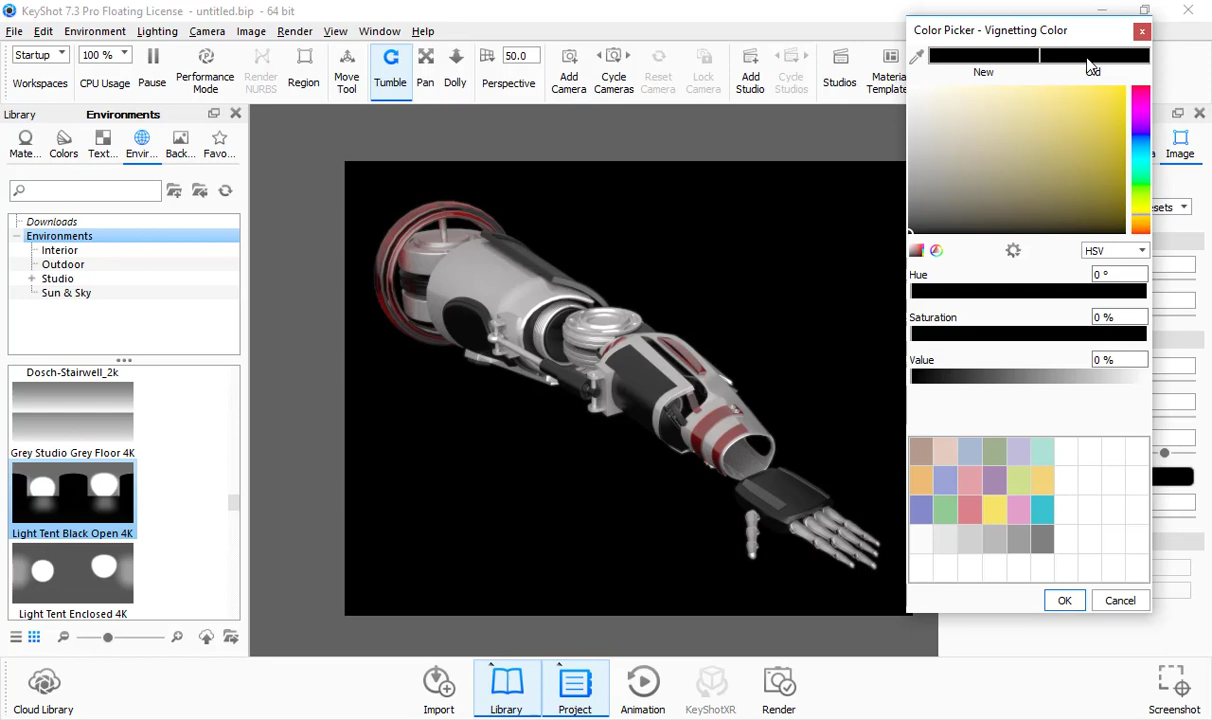 KeyShot 7.3 Pro Floating License - untitled.bip - 64 bit
File Edit Environment Lighting Camera Image Render View Window Help
Startup 100 % 50.0
Workspaces CPU Usage Pause Performance Mode Render NURBS Region Move Tool Tumble Pan Dolly Perspective Add Camera Cycle Cameras Reset Camera Lock Camera Add Studio Cycle Studios Studios
Library Environments
Mate... Colors Text... Envir... Back... Favo...
Downloads
Environments
Interior
Outdoor
Studio
Sun & Sky
Dosch-Stairwell_2k
Grey Studio Grey Floor 4K
Light Tent Black Open 4K
Light Tent Enclosed 4K
Color Picker - Vignetting Color
New
HSV
Hue 0 °
Saturation 0 %
Value 0 %
OK Cancel
Image
Cloud Library Import Library Project Animation KeyShotXR Render Screenshot